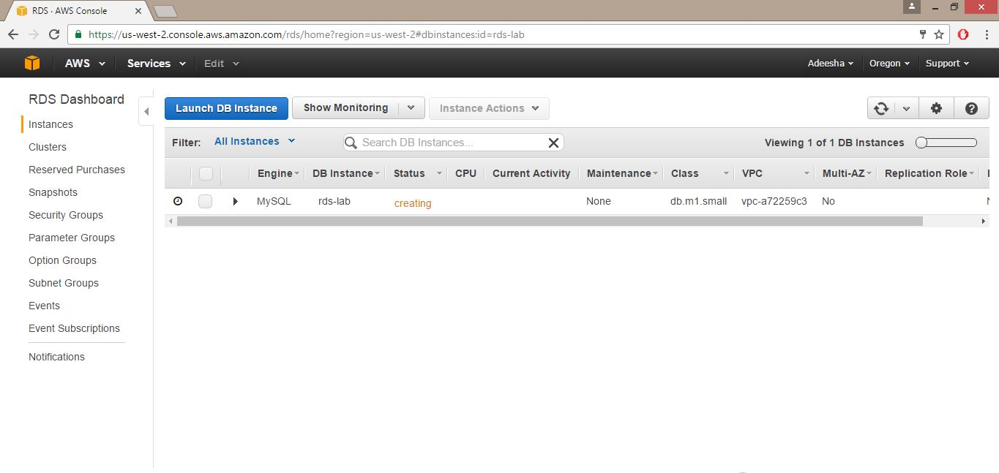 RDS · AWS Console
https://us-west-2.console.aws.amazon.com/rds/home?region=us-west-2#dbinstances:id=rds-lab
AWS Services Edit Adeesha Oregon Support
RDS Dashboard
Instances
Clusters
Reserved Purchases
Snapshots
Security Groups
Parameter Groups
Option Groups
Subnet Groups
Events
Event Subscriptions
Notifications
Launch DB Instance Show Monitoring Instance Actions
Filter: All Instances Search DB Instances... Viewing 1 of 1 DB Instances
Engine DB Instance Status CPU Current Activity Maintenance Class VPC Multi-AZ Replication Role
MySQL rds-lab creating None db.m1.small vpc-a72259c3 No